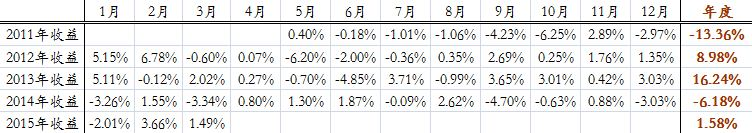 1月 2月 3月 4月 5月 6月 7月 8月 9月 10月 11月 12月 年度
2011年收益 0.40% -0.18% -1.01% -1.06% -4.23% -6.25% 2.89% -2.97% -13.36%
2012年收益 5.15% 6.78% -0.60% 0.07% -6.20% -2.00% -0.36% 0.35% 2.69% 0.25% 1.76% 1.35% 8.98%
2013年收益 5.11% -0.12% 2.02% 0.27% -0.70% -4.85% 3.71% -0.99% 3.65% 3.01% 0.42% 3.03% 16.24%
2014年收益 -3.26% 1.55% -3.34% 0.80% 1.30% 1.87% -0.09% 2.62% -4.70% -0.63% 0.88% -3.03% -6.18%
2015年收益 -2.01% 3.66% 1.49% 1.58%